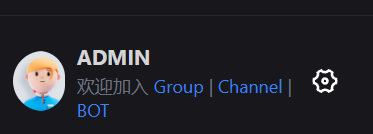 ADMIN
欢迎加入 Group | Channel |
BOT